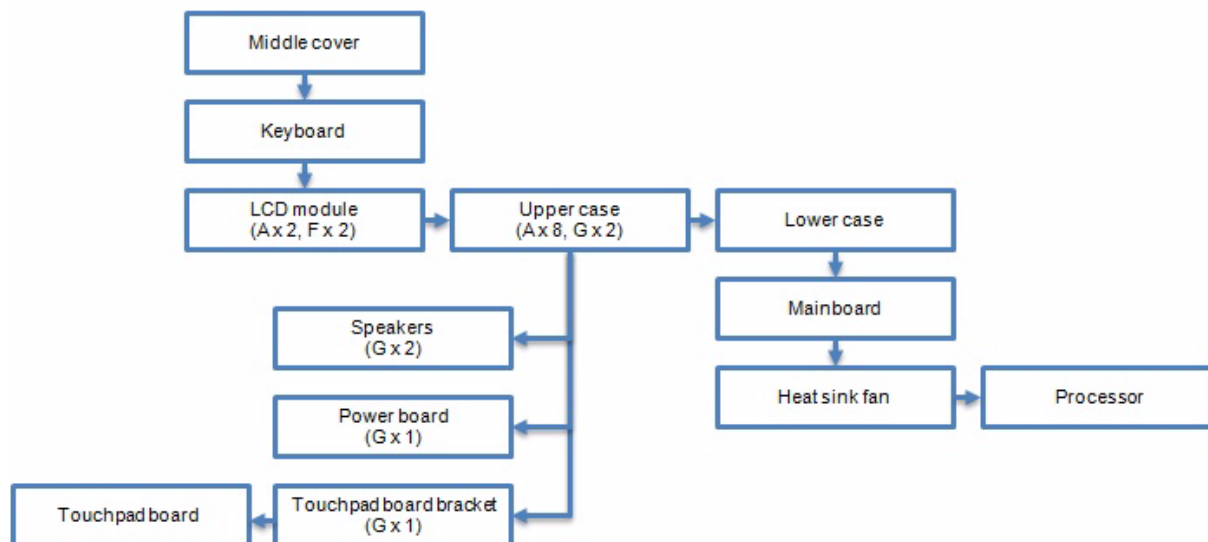 Middle cover
Keyboard
LCD module
(A x 2, F x 2)
Upper case
(A x 8, G x 2)
Lower case
Mainboard
Speakers
(G x 2)
Heat sink fan
Processor
Power board
(G x 1)
Touchpad board bracket
(G x 1)
Touchpad board